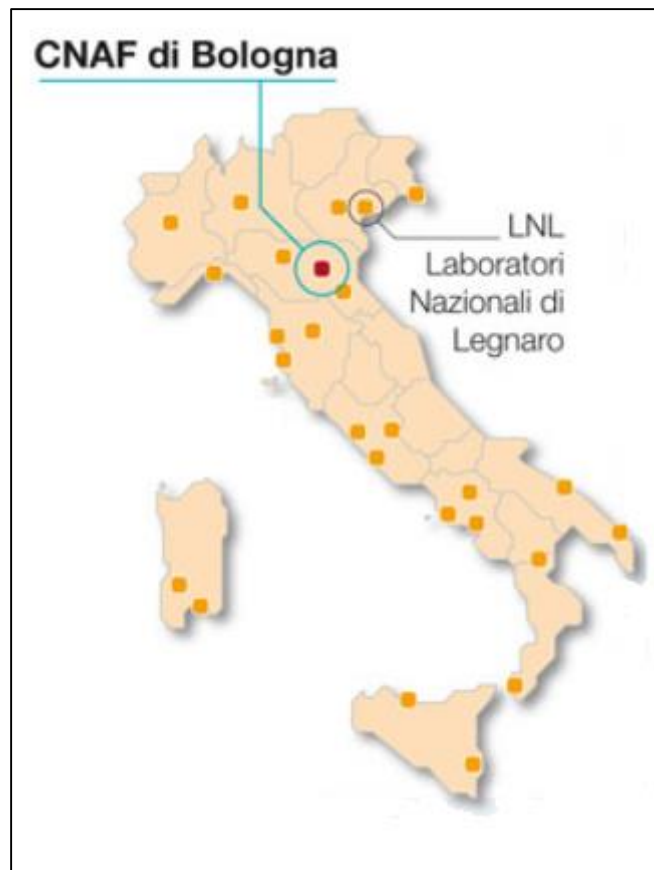 CNAF di Bologna
LNL
Laboratori
Nazionali di
Legnaro